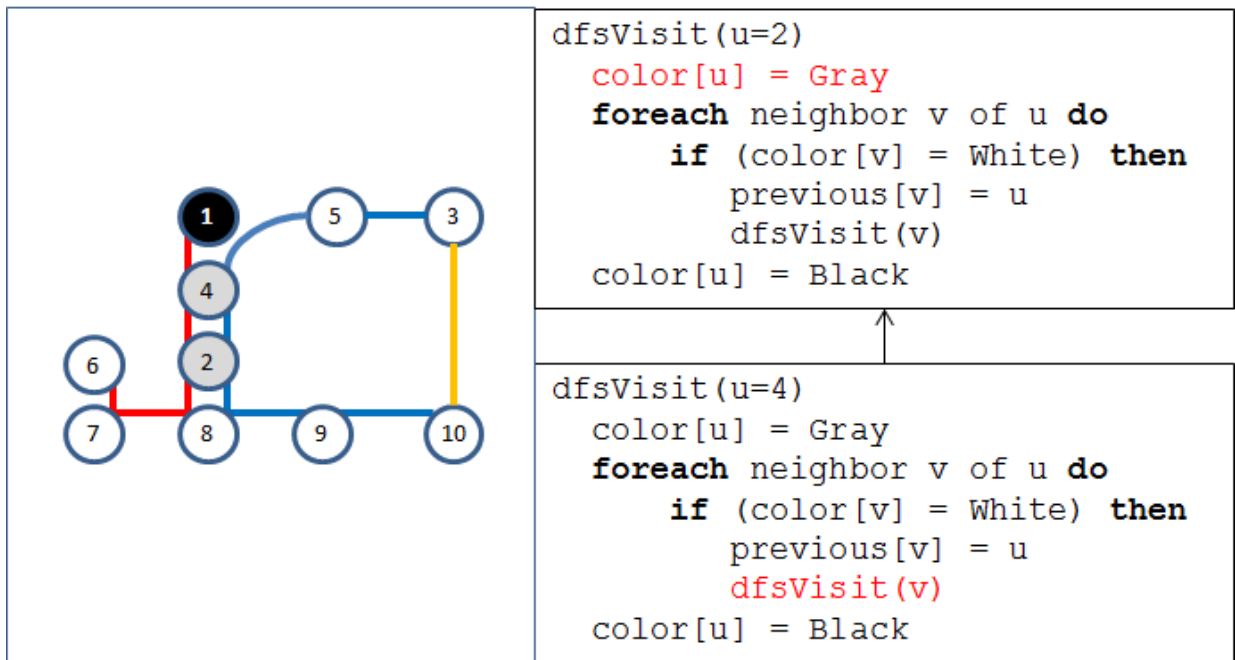 1
5
3
4
2
6
7
8
9
10
dfsVisit(u=2)
color[u] = Gray
foreach neighbor v of u do
if (color[v] = White) then
previous[v] = u
dfsVisit(v)
color[u] = Black
dfsVisit(u=4)
color[u] = Gray
foreach neighbor v of u do
if (color[v] = White) then
previous[v] = u
dfsVisit(v)
color[u] = Black